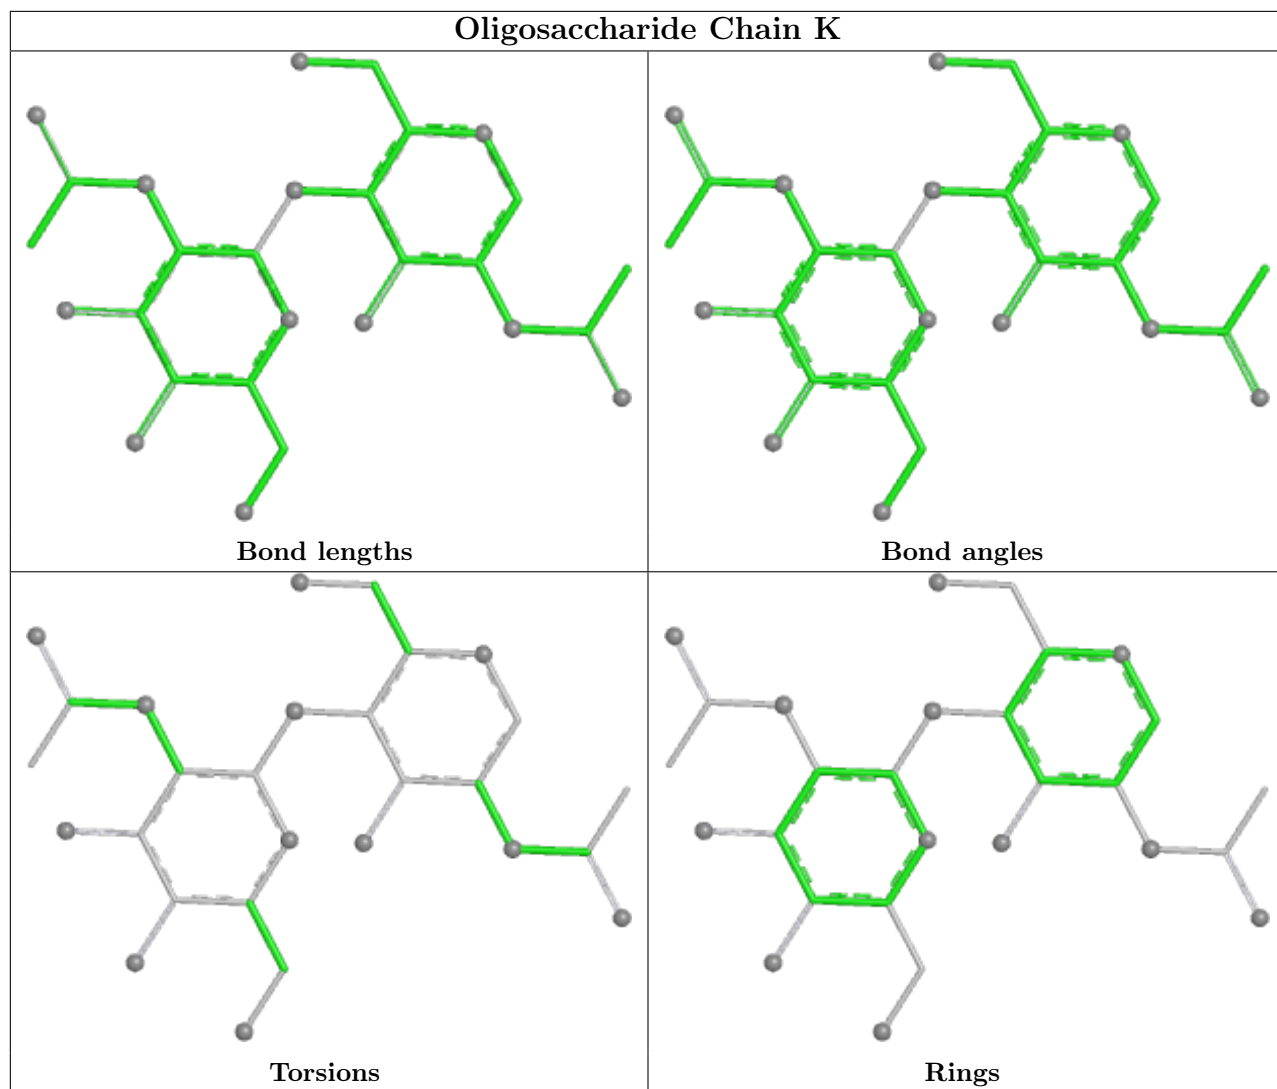 Oligosaccharide Chain K
Bond lengths
Bond angles
Torsions
Rings